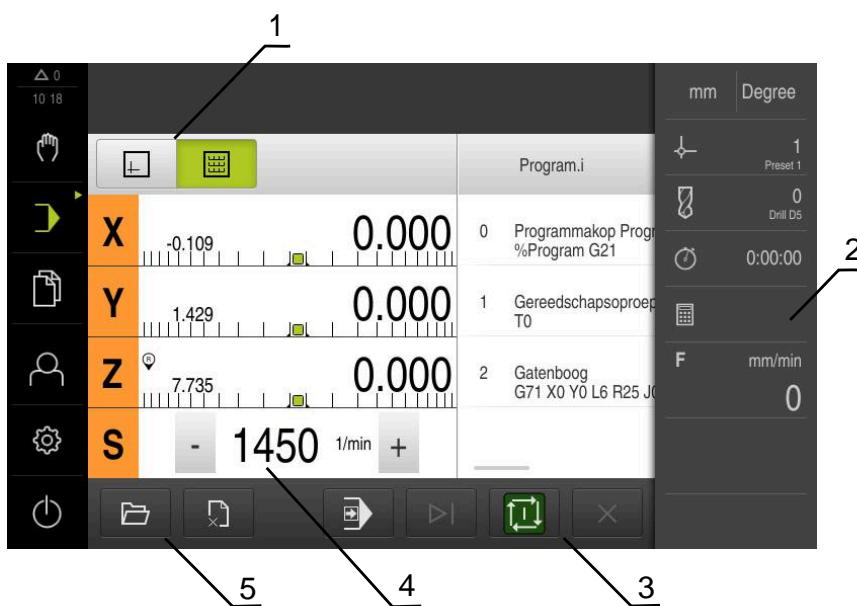 1
0
10 18
mm Degree
1
Preset 1
Program.i
0
Drill D5
X -0.109 0.000
0 Programmakop Progr
%Program G21
0:00:00
2
Y 1.429 0.000
1 Gereedschapsoproep
T0
Z R 7.735 0.000
2 Gatenboog
G71 X0 Y0 L6 R25 J0
F mm/min
0
S - 1450 1/min +
5 4 3